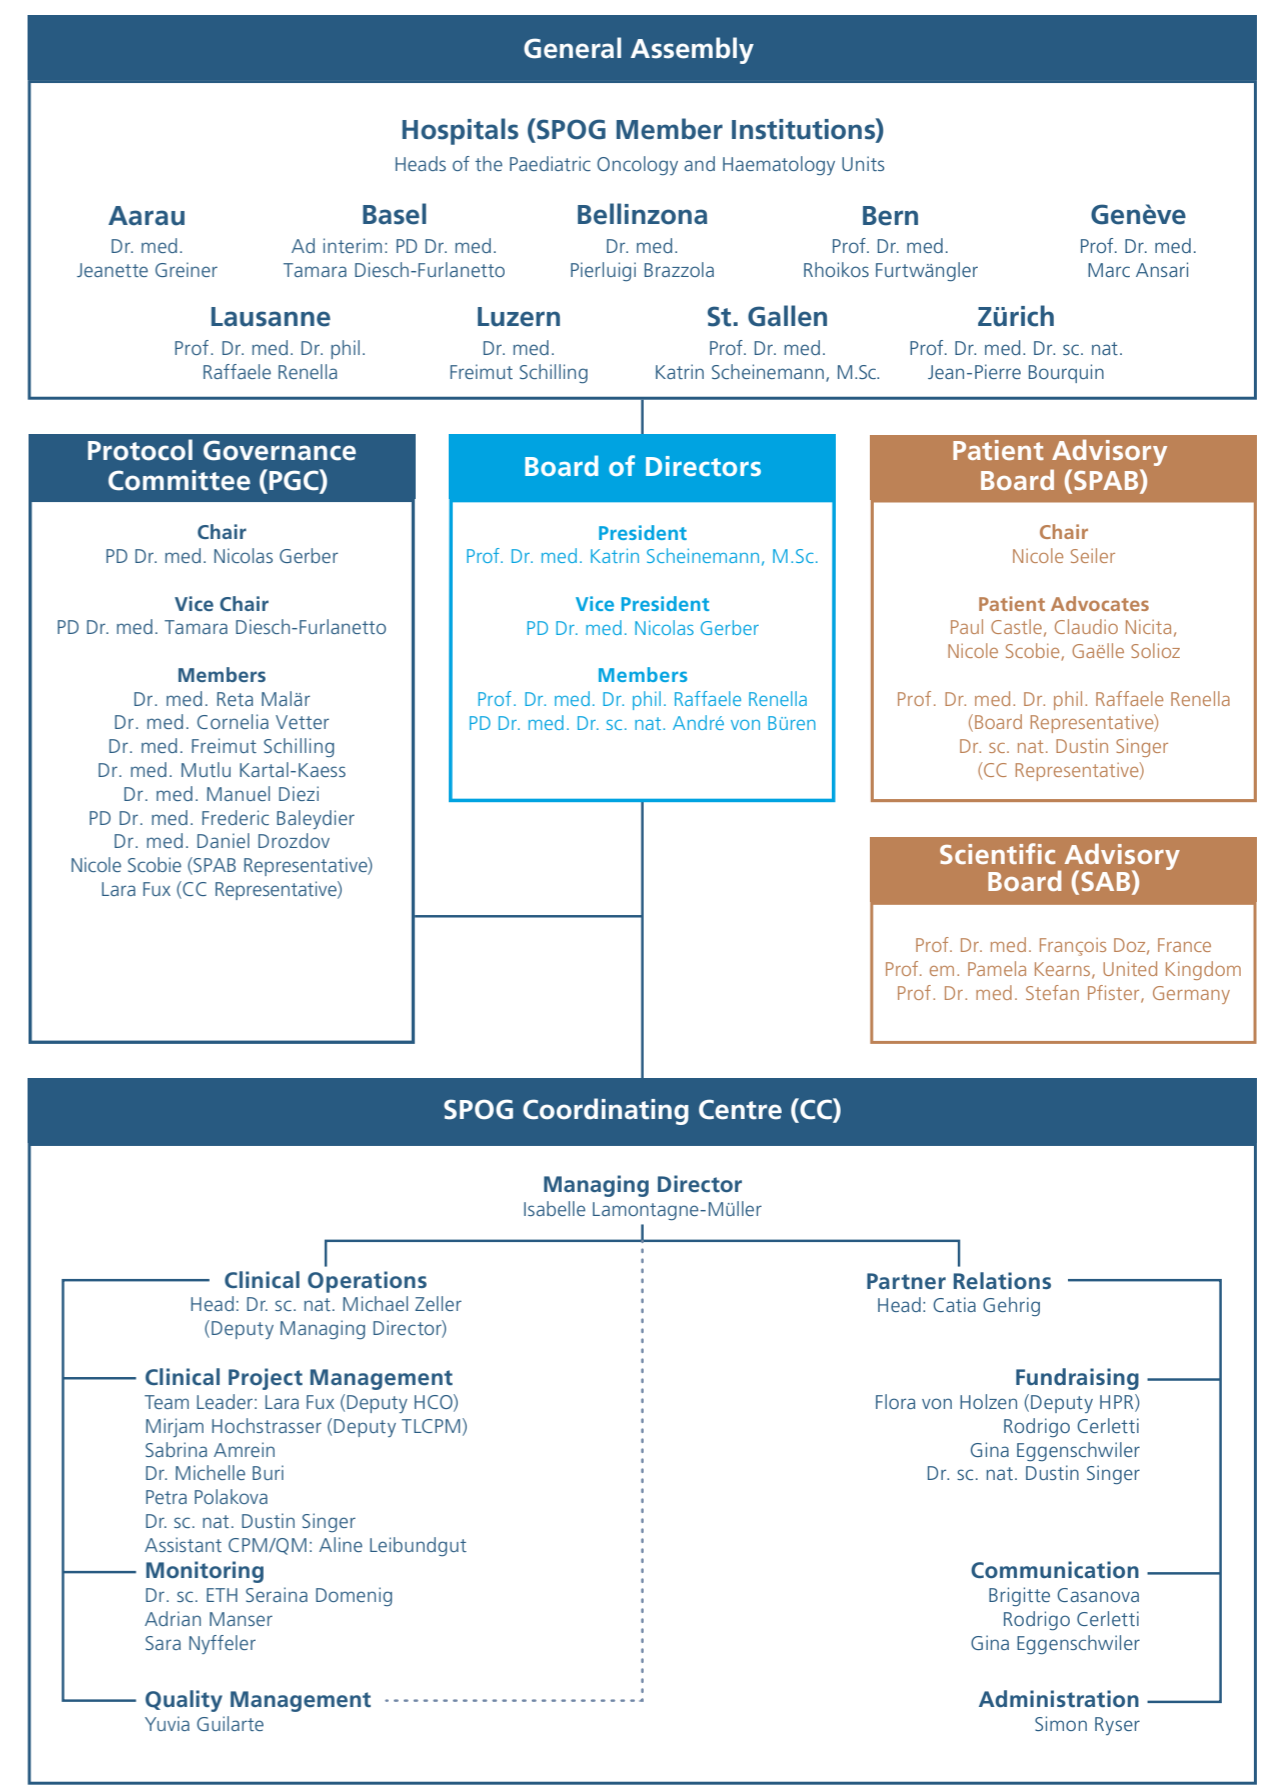 General Assembly
Hospitals (SPOG Member Institutions)
Heads of the Paediatric Oncology and Haematology Units
Aarau
Dr. med.
Jeanette Greiner
Basel
Ad interim: PD Dr. med.
Tamara Diesch-Furlanetto
Bellinzona
Dr. med.
Pierluigi Brazzola
Bern
Prof. Dr. med.
Rhoikos Furtwängler
Genève
Prof. Dr. med.
Marc Ansari
Lausanne
Prof. Dr. med. Dr. phil.
Raffaele Renella
Luzern
Dr. med.
Freimut Schilling
St. Gallen
Prof. Dr. med.
Katrin Scheinemann, M.Sc.
Zürich
Prof. Dr. med. Dr. sc. nat.
Jean-Pierre Bourquin
Protocol Governance
Committee (PGC)
Chair
PD Dr. med. Nicolas Gerber
Vice Chair
PD Dr. med. Tamara Diesch-Furlanetto
Members
Dr. med. Reta Malär
Dr. med. Cornelia Vetter
Dr. med. Freimut Schilling
Dr. med. Mutlu Kartal-Kaess
Dr. med. Manuel Diezi
PD Dr. med. Frederic Baleydier
Dr. med. Daniel Drozdov
Nicole Scobie (SPAB Representative)
Lara Fux (CC Representative)
Board of Directors
President
Prof. Dr. med. Katrin Scheinemann, M.Sc.
Vice President
PD Dr. med. Nicolas Gerber
Members
Prof. Dr. med. Dr. phil. Raffaele Renella
PD Dr. med. Dr. sc. nat. André von Büren
Patient Advisory
Board (SPAB)
Chair
Nicole Seiler
Patient Advocates
Paul Castle, Claudio Nicita,
Nicole Scobie, Gaëlle Solioz
Prof. Dr. med. Dr. phil. Raffaele Renella
(Board Representative)
Dr. sc. nat. Dustin Singer
(CC Representative)
Scientific Advisory
Board (SAB)
Prof. Dr. med. François Doz, France
Prof. em. Pamela Kearns, United Kingdom
Prof. Dr. med. Stefan Pfister, Germany
SPOG Coordinating Centre (CC)
Managing Director
Isabelle Lamontagne-Müller
Clinical Operations
Head: Dr. sc. nat. Michael Zeller
(Deputy Managing Director)
Clinical Project Management
Team Leader: Lara Fux (Deputy HCO)
Mirjam Hochstrasser (Deputy TLCPM)
Sabrina Amrein
Dr. Michelle Buri
Petra Polakova
Dr. sc. nat. Dustin Singer
Assistant CPM/QM: Aline Leibundgut
Monitoring
Dr. sc. ETH Seraina Domenig
Adrian Manser
Sara Nyffeler
Quality Management
Yuvia Guilarte
Partner Relations
Head: Catia Gehrig
Fundraising
Flora von Holzen (Deputy HPR)
Rodrigo Cerletti
Gina Eggenschwiler
Dr. sc. nat. Dustin Singer
Communication
Brigitte Casanova
Rodrigo Cerletti
Gina Eggenschwiler
Administration
Simon Ryser